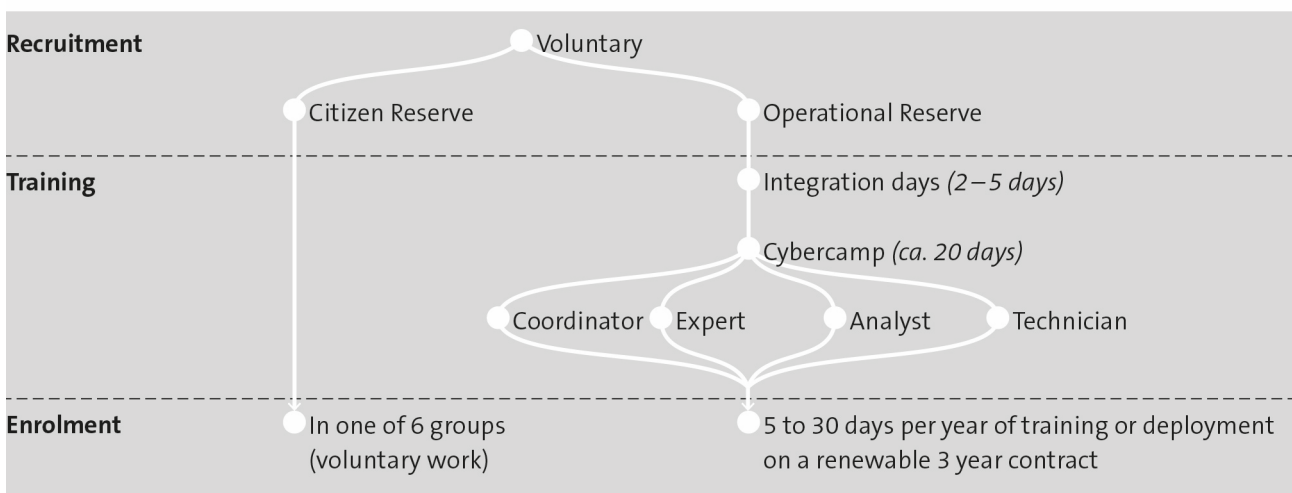 Recruitment
Voluntary
Citizen Reserve
Operational Reserve
Training
Integration days (2–5 days)
Cybercamp (ca. 20 days)
Coordinator
Expert
Analyst
Technician
Enrolment
In one of 6 groups
(voluntary work)
5 to 30 days per year of training or deployment
on a renewable 3 year contract